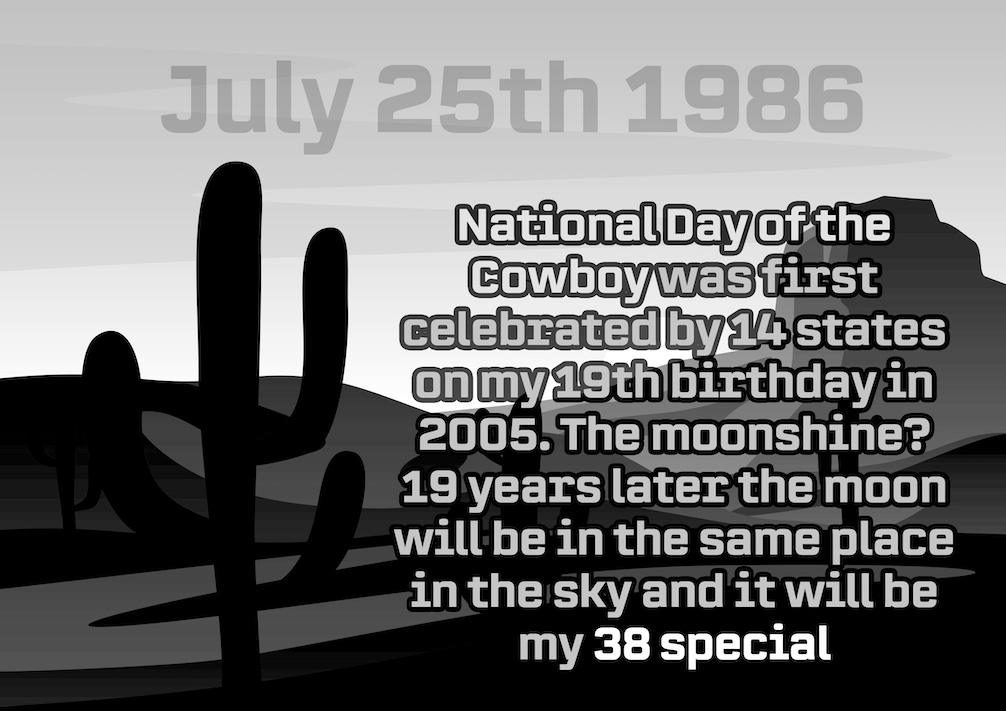 July 25th 1986
National Day of the
Cowboy was first
celebrated by 14 states
on my 19th birthday in
2005. The moonshine?
19 years later the moon
will be in the same place
in the sky and it will be
my 38 special